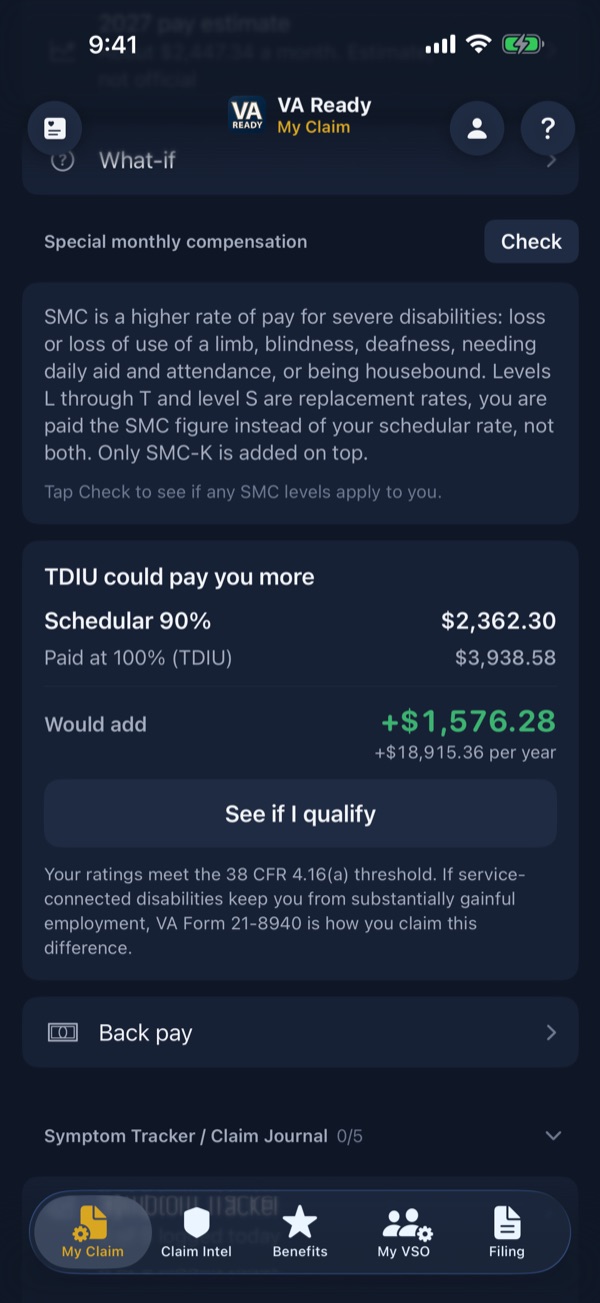 2027 pay estimate
9:41
not official
VA
READY
VA Ready
My Claim
?
What-if
Special monthly compensation
Check
SMC is a higher rate of pay for severe disabilities: loss
or loss of use of a limb, blindness, deafness, needing
daily aid and attendance, or being housebound. Levels
L through T and level S are replacement rates, you are
paid the SMC figure instead of your schedular rate, not
both. Only SMC-K is added on top.
Tap Check to see if any SMC levels apply to you.
TDIU could pay you more
Schedular 90% $2,362.30
Paid at 100% (TDIU) $3,938.58
Would add +$1,576.28
+$18,915.36 per year
See if I qualify
Your ratings meet the 38 CFR 4.16(a) threshold. If service-
connected disabilities keep you from substantially gainful
employment, VA Form 21-8940 is how you claim this
difference.
Back pay
Symptom Tracker / Claim Journal 0/5
My Claim
Claim Intel
Benefits
My VSO
Filing